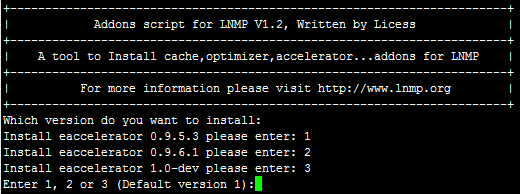 +------------------------------------------------------------------------+
|            Addons script for LNMP V1.2, Written by Licess              |
+------------------------------------------------------------------------+
|    A tool to Install cache,optimizer,accelerator...addons for LNMP     |
+------------------------------------------------------------------------+
|          For more information please visit http://www.lnmp.org         |
+------------------------------------------------------------------------+
Which version do you want to install:
Install eaccelerator 0.9.5.3 please enter: 1
Install eaccelerator 0.9.6.1 please enter: 2
Install eaccelerator 1.0-dev please enter: 3
Enter 1, 2 or 3 (Default version 1):